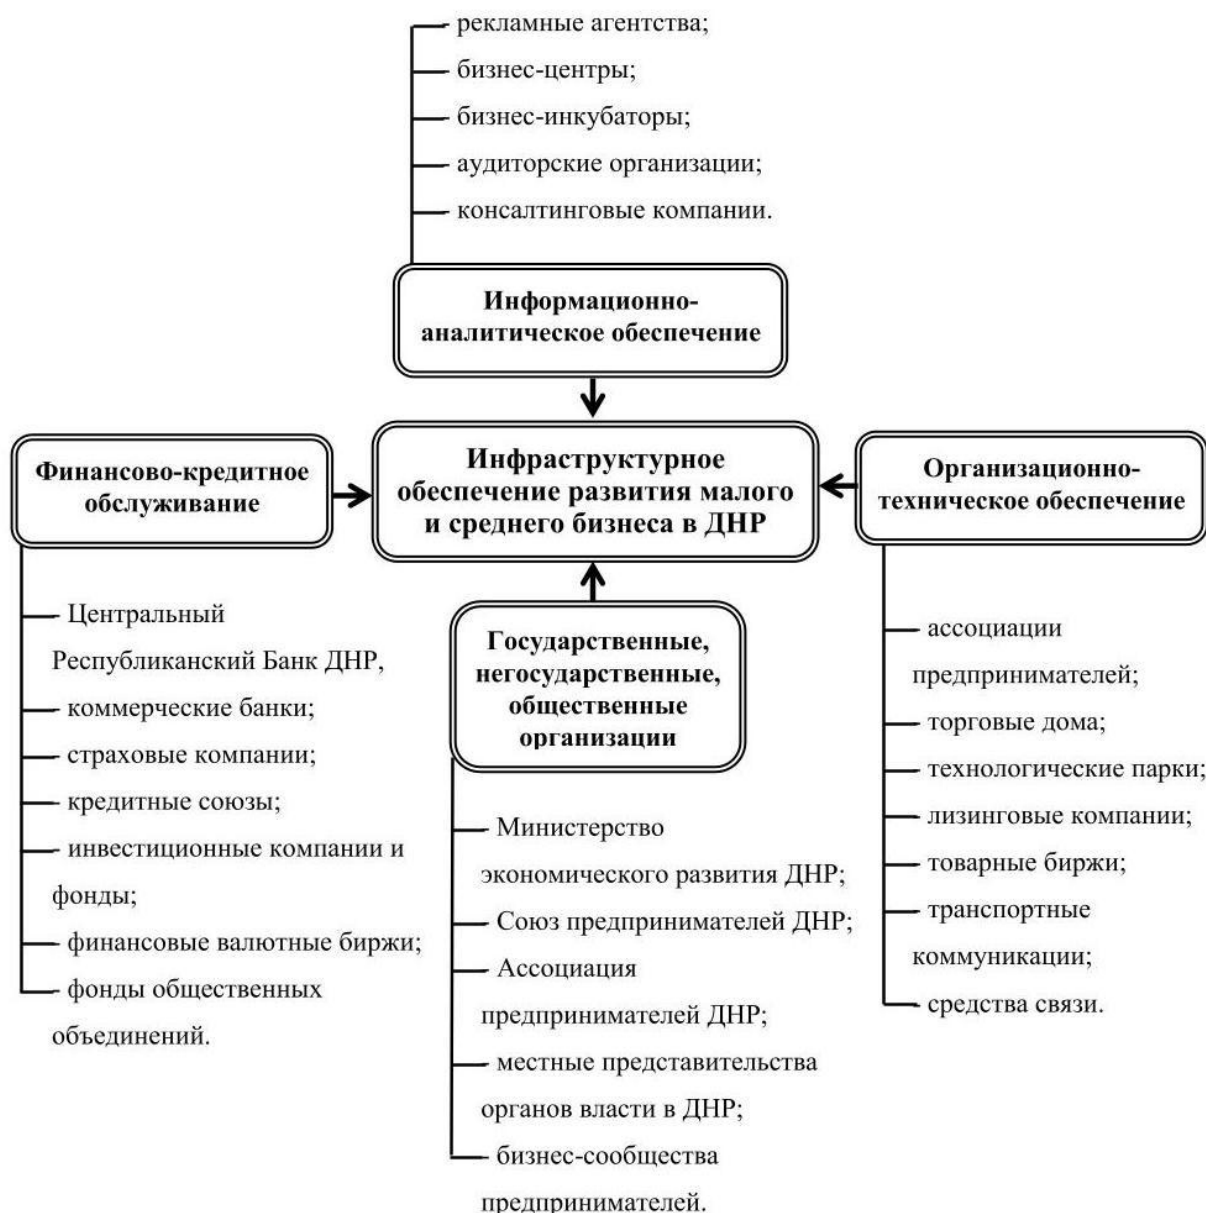 - рекламные агентства;
- бизнес-центры;
- бизнес-инкубаторы;
- аудиторские организации;
- консалтинговые компании.
Информационно-
аналитическое обеспечение
Финансово-кредитное
обслуживание
Инфраструктурное
обеспечение развития малого
и среднего бизнеса в ДНР
Организационно-
техническое обеспечение
- Центральный
Республиканский Банк ДНР,
- коммерческие банки;
- страховые компании;
- кредитные союзы;
- инвестиционные компании и
фонды;
- финансовые валютные биржи;
- фонды общественных
объединений.
Государственные,
негосударственные,
общественные
организации
- Министерство
экономического развития ДНР;
- Союз предпринимателей ДНР;
- Ассоциация
предпринимателей ДНР;
- местные представительства
органов власти в ДНР;
- бизнес-сообщества
предпринимателей.
- ассоциации
предпринимателей;
- торговые дома;
- технологические парки;
- лизинговые компании;
- товарные биржи;
- транспортные
коммуникации;
- средства связи.